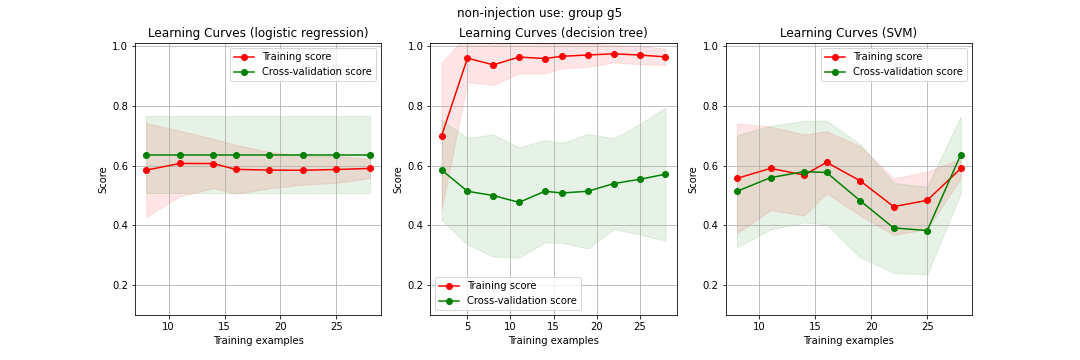 non-injection use: group g5
Learning Curves (logistic regression)
Learning Curves (decision tree)
Learning Curves (SVM)
1.0
0.8
0.6
0.4
0.2
Score
10
15
20
25
Training examples
Training score
Cross-validation score
1.0
0.8
0.6
0.4
0.2
Score
5
10
15
20
25
Training examples
Training score
Cross-validation score
1.0
0.8
0.6
0.4
0.2
Score
10
15
20
25
Training examples
Training score
Cross-validation score